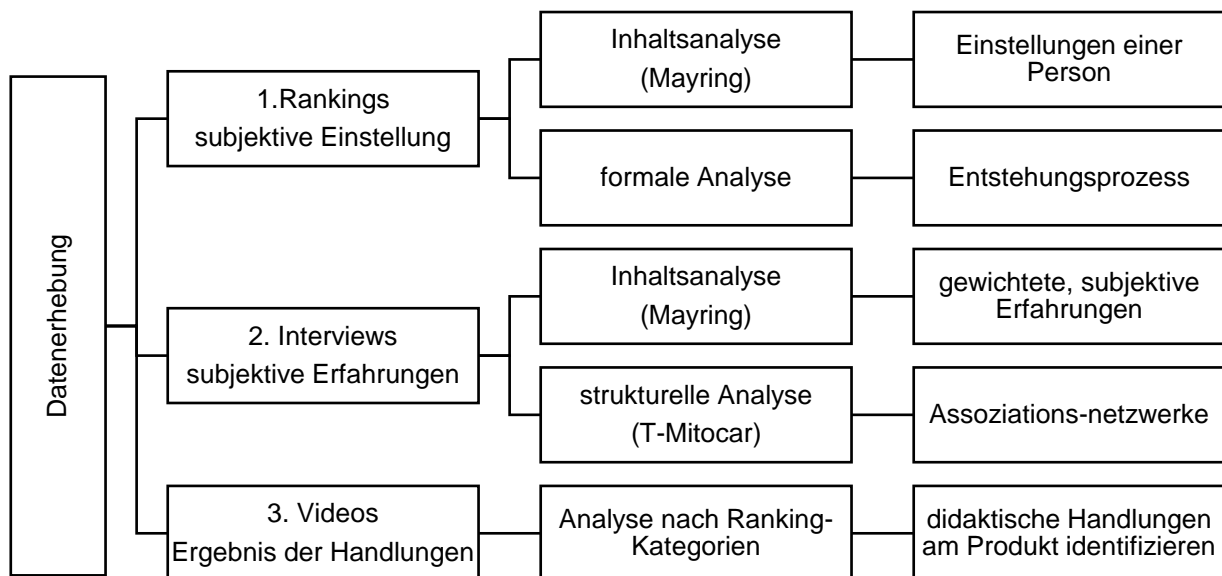 Datenerhebung
1.Rankings
subjektive Einstellung
Inhaltsanalyse
(Mayring)
Einstellungen einer
Person
formale Analyse
Entstehungsprozess
2. Interviews
subjektive Erfahrungen
Inhaltsanalyse
(Mayring)
gewichtete, subjektive
Erfahrungen
strukturelle Analyse
(T-Mitocar)
Assoziations-netzwerke
3. Videos
Ergebnis der Handlungen
Analyse nach Ranking-
Kategorien
didaktische Handlungen
am Produkt identifizieren